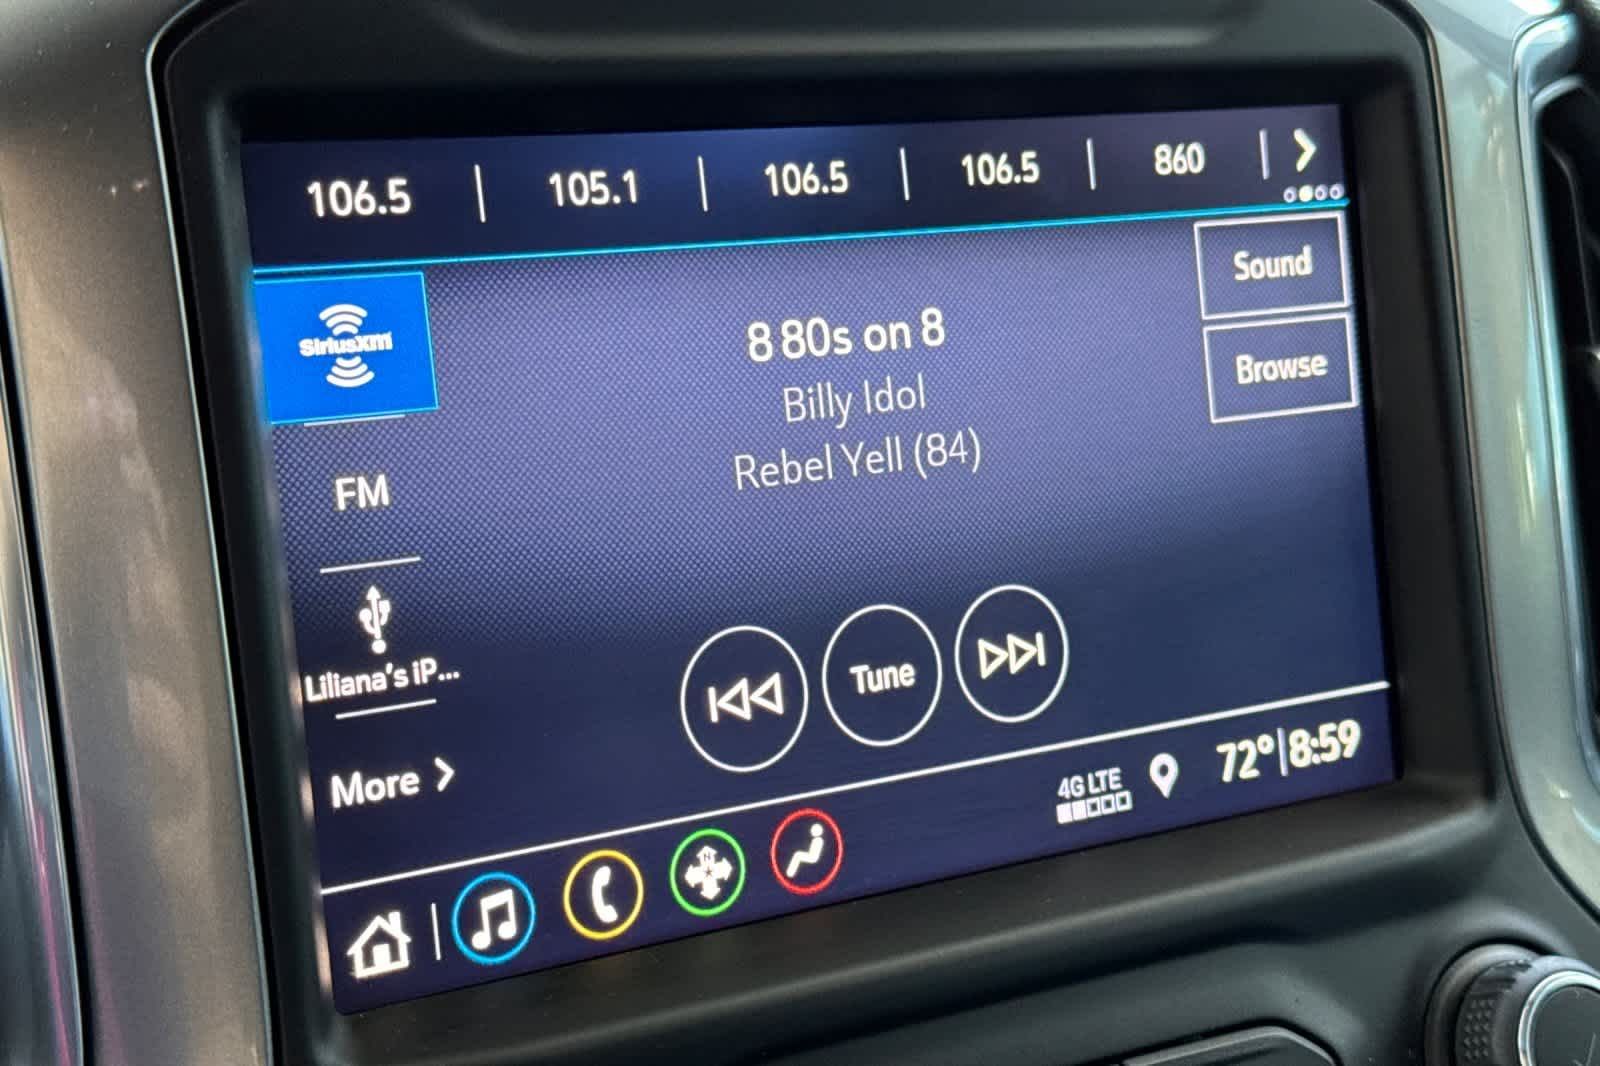 106.5 | 105.1 | 106.5 | 106.5 | 860
SiriusXM
8 80s on 8
Billy Idol
Rebel Yell (84)
Sound
Browse
FM
Liliana's iP...
More
Tune
4G LTE
72° 8:59
N